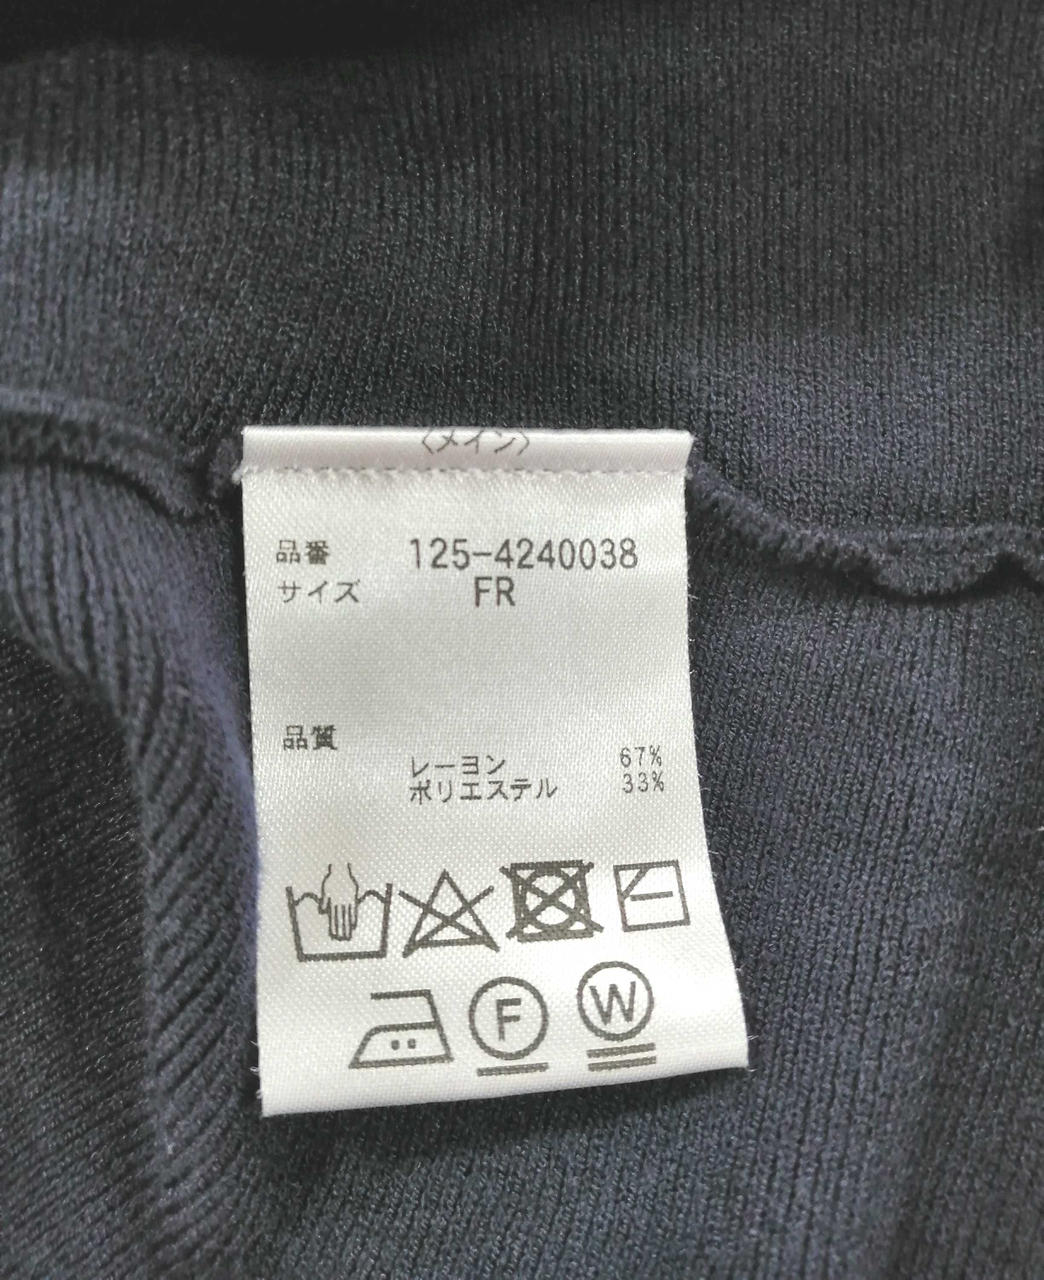 〈メイン〉
品番 125-4240038
サイズ FR
品質
レーヨン 67%
ポリエステル 33%
F W